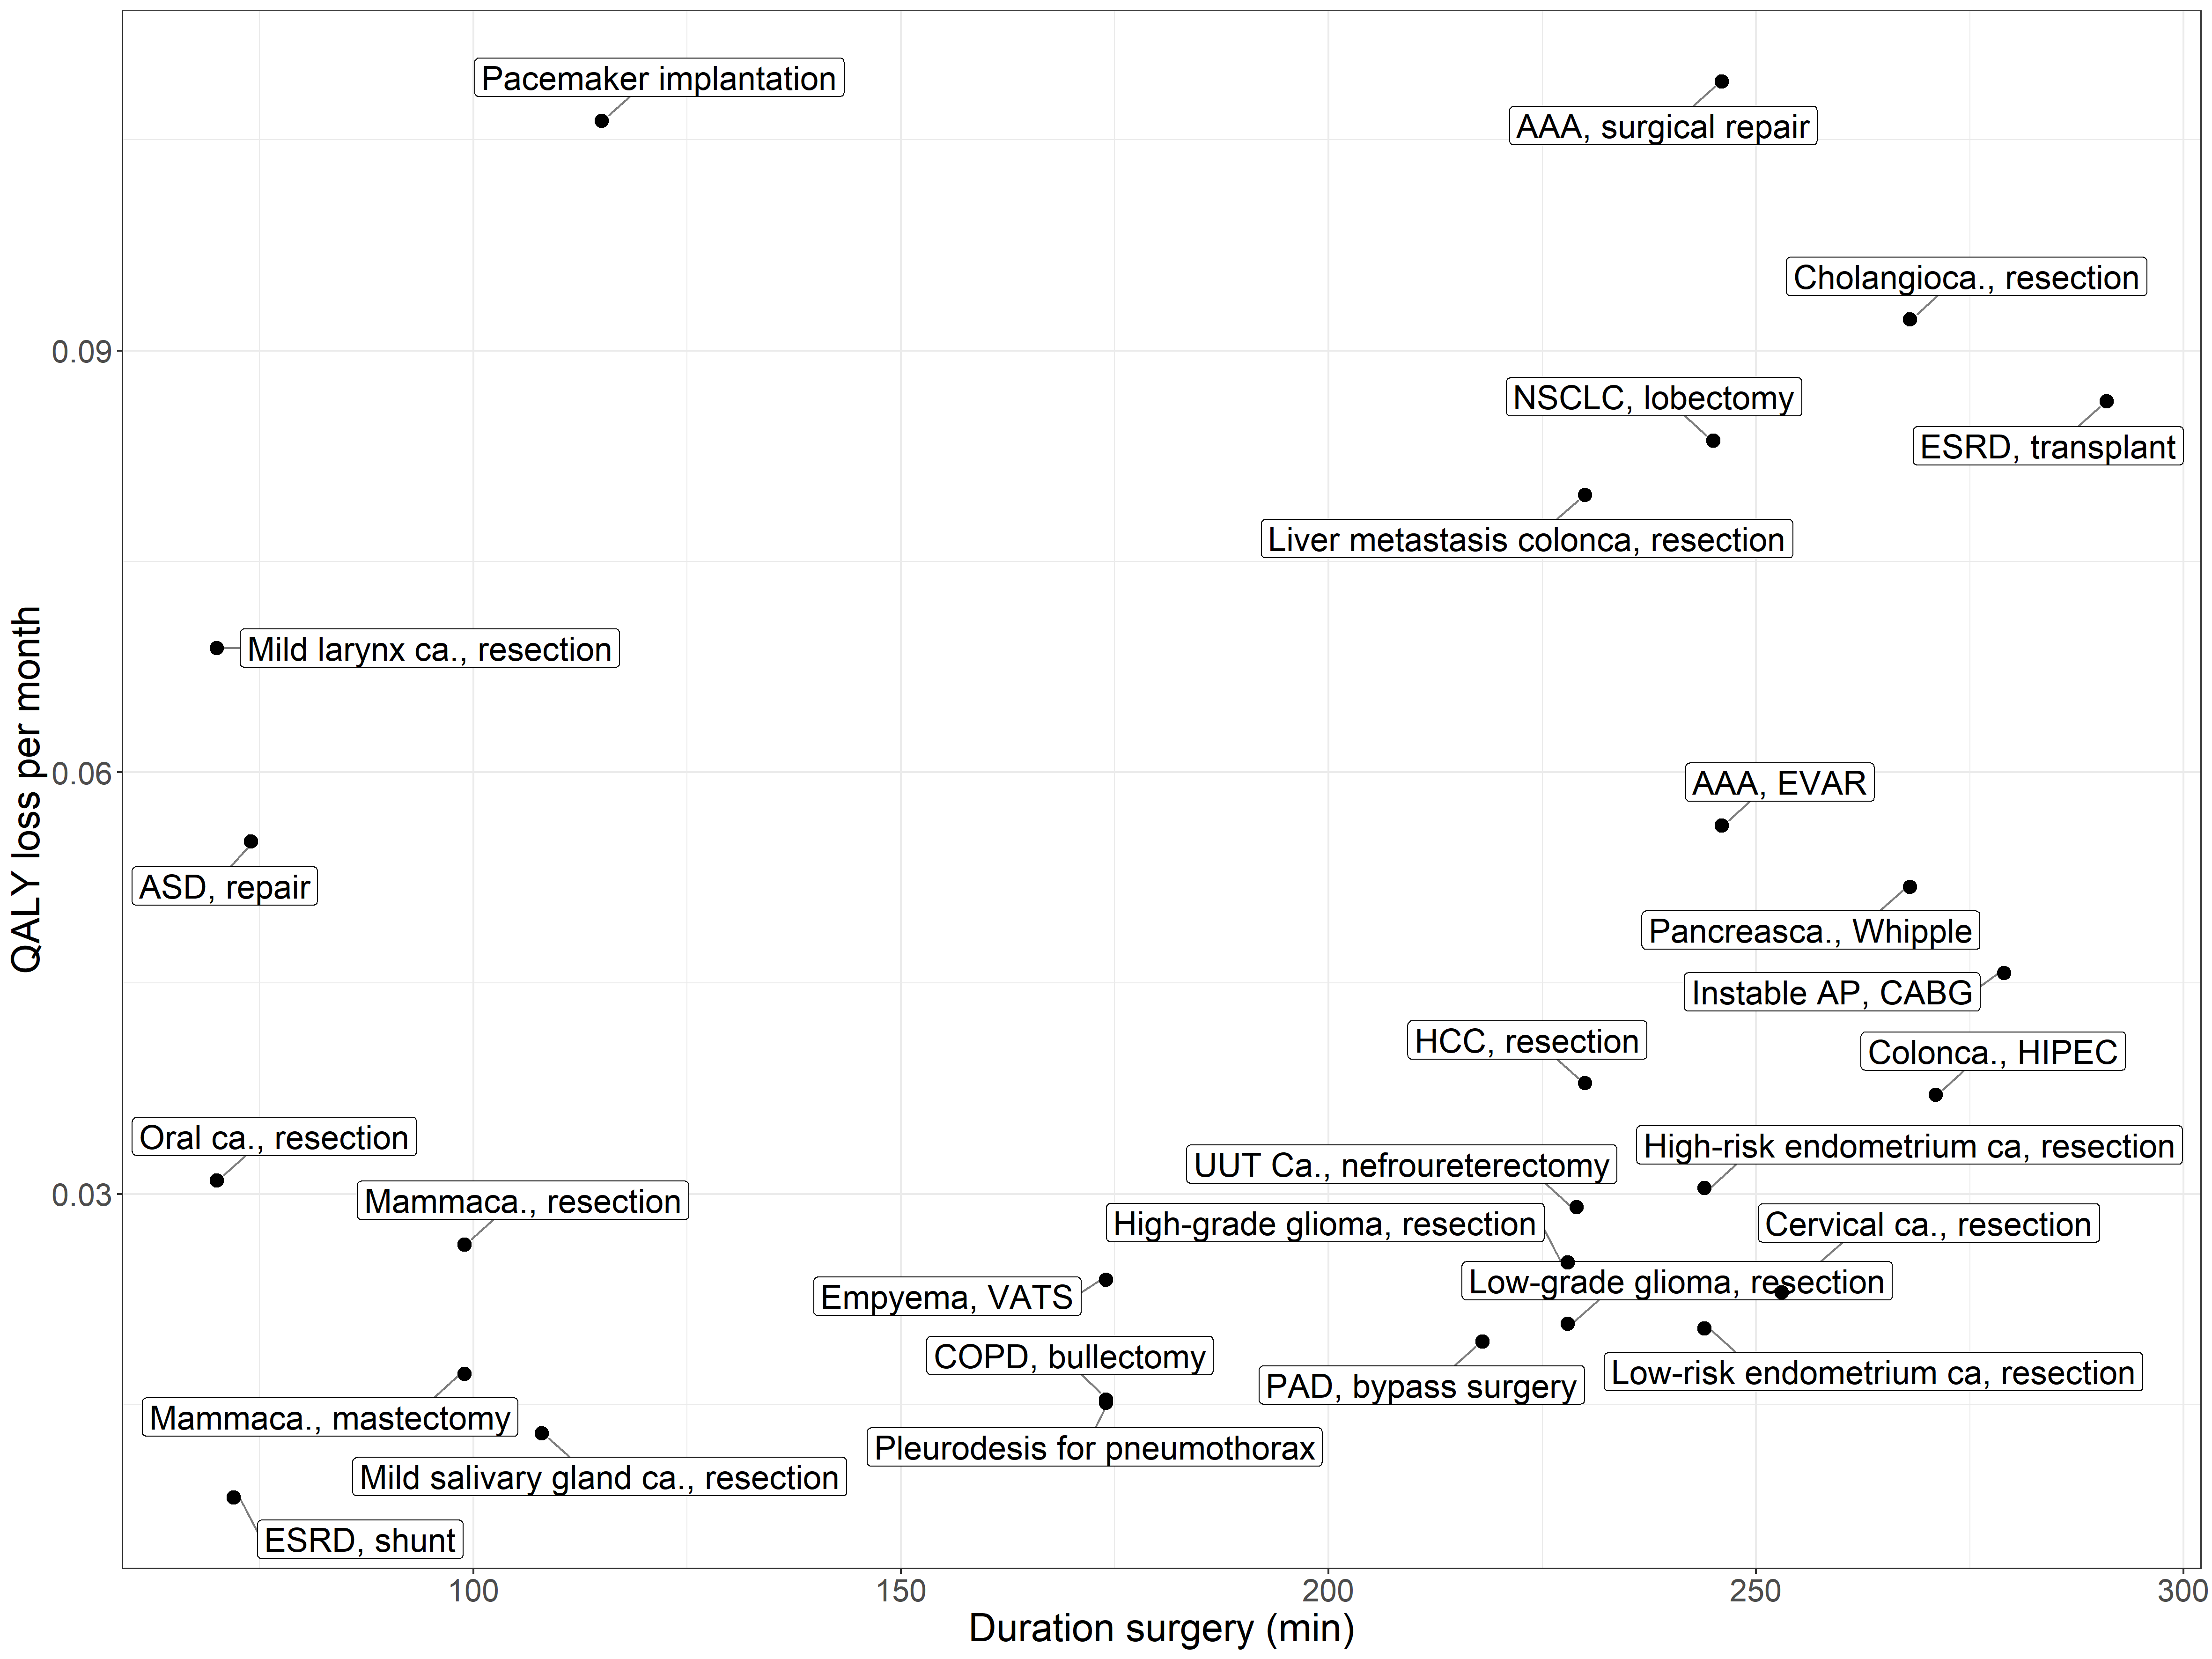 Pacemaker implantation
AAA, surgical repair
Cholangioca., resection
0.09
NSCLC, lobectomy
ESRD, transplant
Liver metastasis colonca, resection
Mild larynx ca., resection
QALY loss per month
0.06
AAA, EVAR
ASD, repair
Pancreasca., Whipple
Instable AP, CABG
HCC, resection
Colonca., HIPEC
Oral ca., resection
High-risk endometrium ca, resection
UUT Ca., nefroureterectomy
0.03
Mammaca., resection
High-grade glioma, resection
Cervical ca., resection
Low-grade glioma, resection
Empyema, VATS
COPD, bullectomy
Low-risk endometrium ca, resection
PAD, bypass surgery
Mammaca., mastectomy
Pleurodesis for pneumothorax
Mild salivary gland ca., resection
ESRD, shunt
100
150
200
250
300
Duration surgery (min)